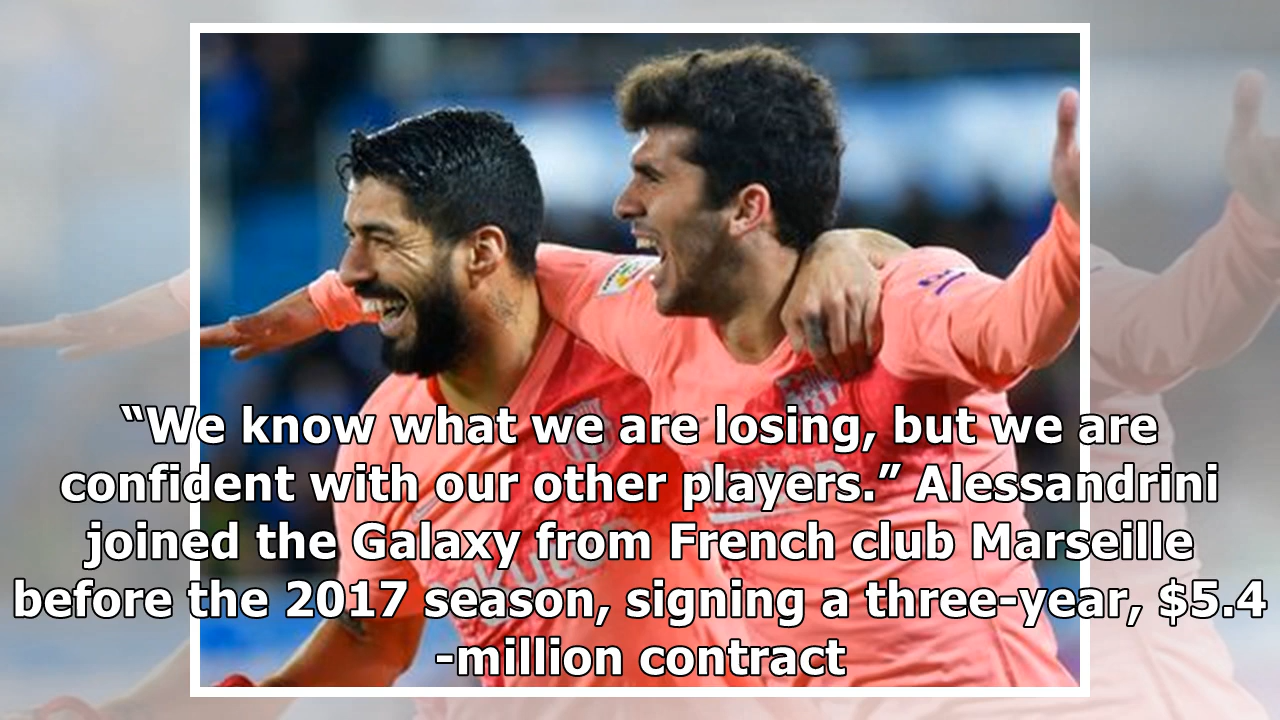 “We know what we are losing, but we are
confident with our other players.” Alessandrini
joined the Galaxy from French club Marseille
before the 2017 season, signing a three-year, $5.4
-million contract
Rakuten